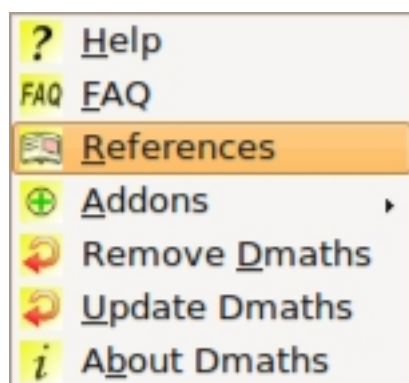 ? Help
FAQ FAQ
References
Addons
Remove Dmaths
Update Dmaths
i About Dmaths